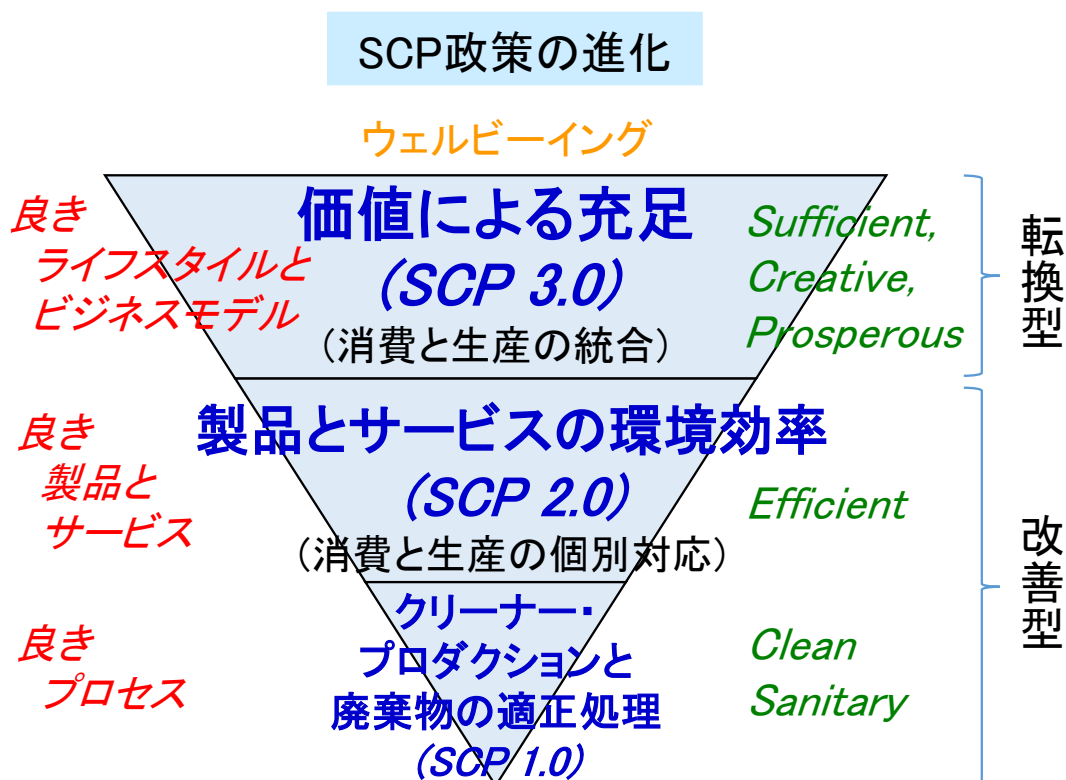 SCP政策の進化
ウェルビーイング
良き
ライフスタイルと
ビジネスモデル
価値による充足
(SCP 3.0)
(消費と生産の統合)
Sufficient,
Creative,
Prosperous
転換型
良き
製品と
サービス
製品とサービスの環境効率
(SCP 2.0)
(消費と生産の個別対応)
Efficient
改善型
良き
プロセス
クリーナー・
プロダクションと
廃棄物の適正処理
(SCP 1.0)
Clean
Sanitary